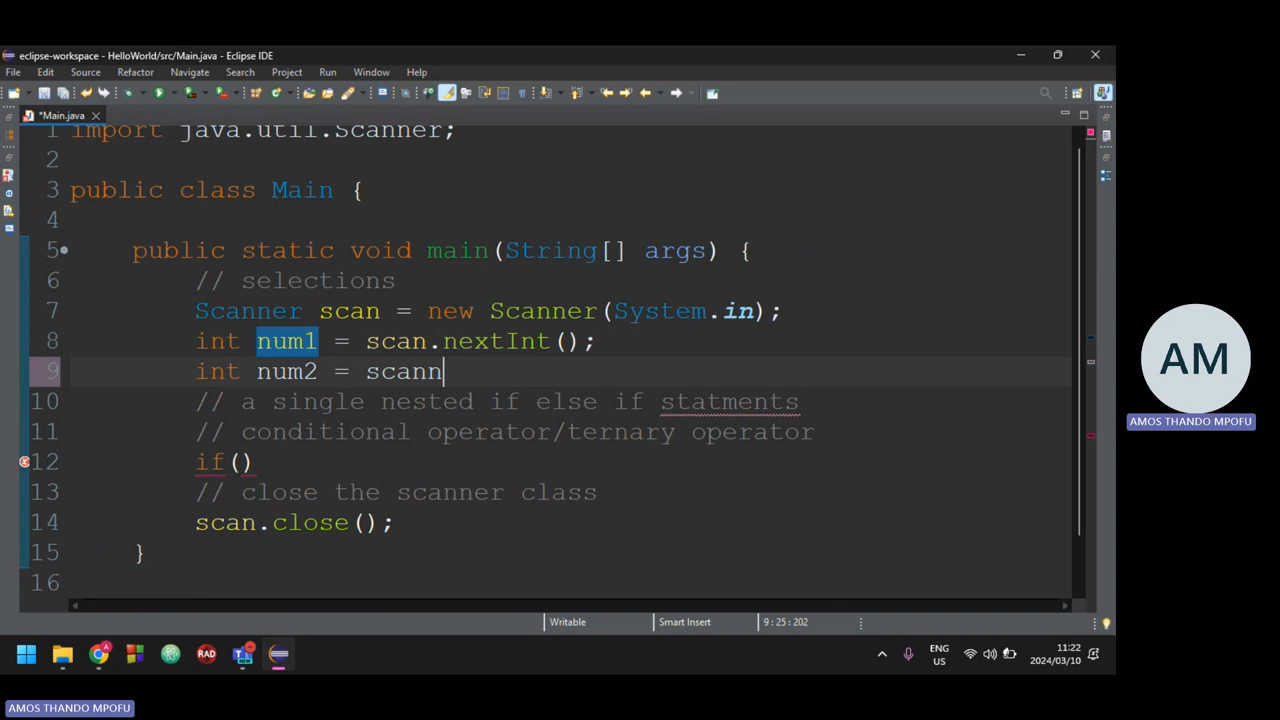 eclipse-workspace - HelloWorld/src/Main.java - Eclipse IDE
File Edit Source Refactor Navigate Search Project Run Window Help
*Main.java
1 import java.util.Scanner;
2
3 public class Main {
4
5 public static void main(String[] args) {
6 // selections
7 Scanner scan = new Scanner(System.in);
8 int num1 = scan.nextInt();
9 int num2 = scann
10 // a single nested if else if statments
11 // conditional operator/ternary operator
12 if()
13 // close the scanner class
14 scan.close();
15 }
16
Writable Smart Insert 9 : 25 : 202
AM
AMOS THANDO MPOFU
RAD
ENG
US
11:22
2024/03/10
AMOS THANDO MPOFU